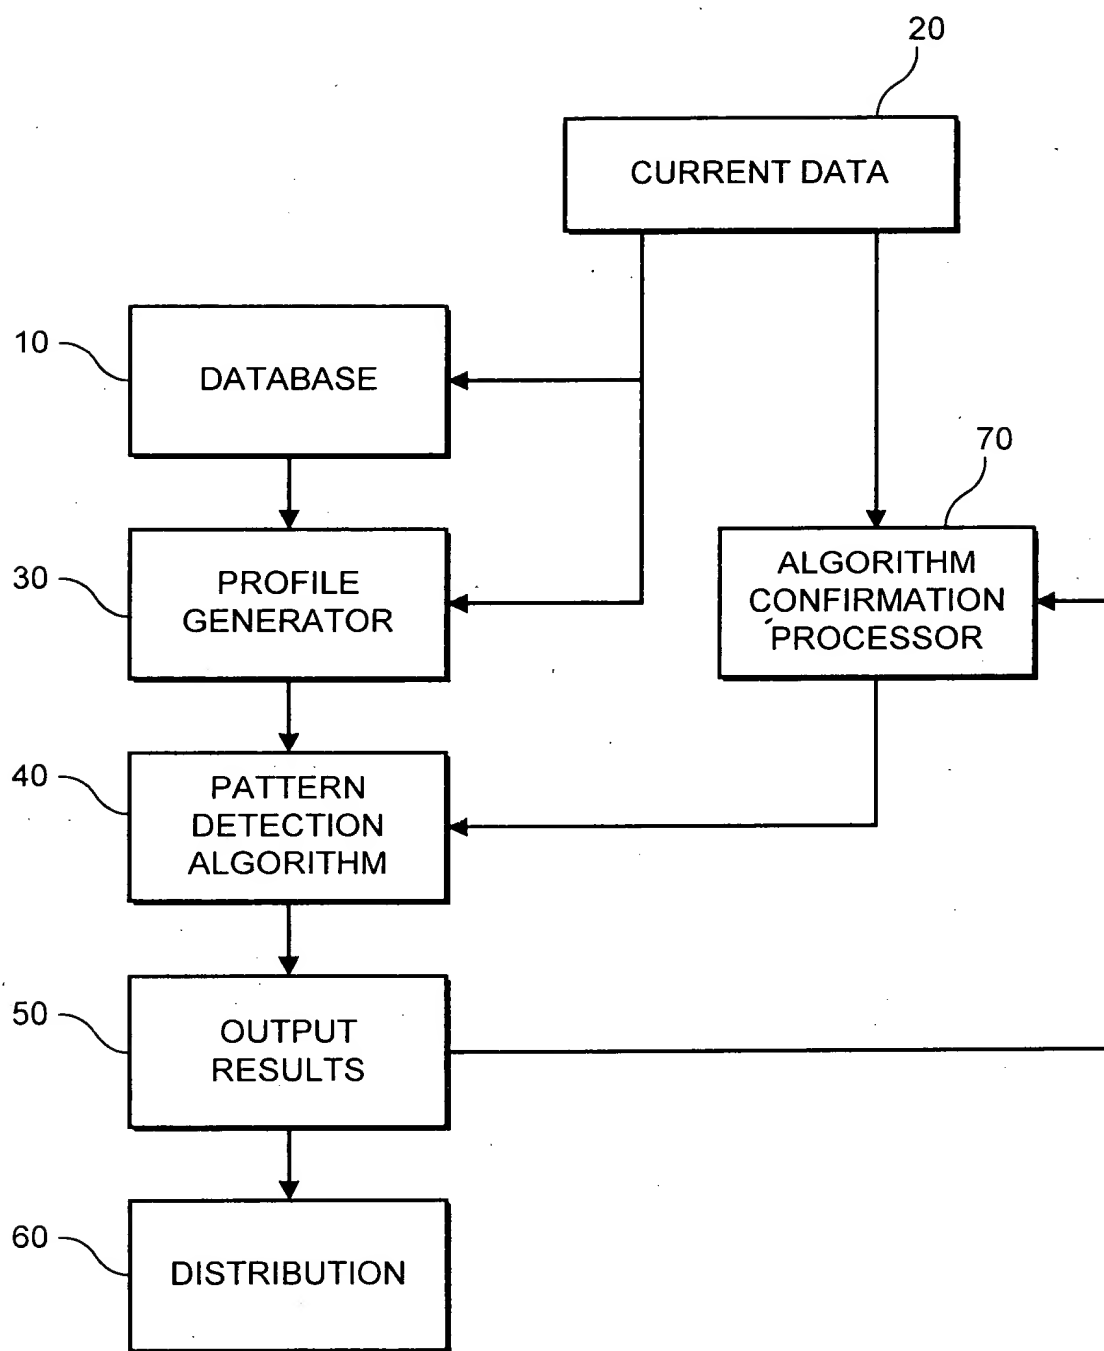 20
CURRENT DATA
10
DATABASE
70
30
PROFILE
GENERATOR
ALGORITHM
CONFIRMATION
PROCESSOR
40
PATTERN
DETECTION
ALGORITHM
50
OUTPUT
RESULTS
60
DISTRIBUTION